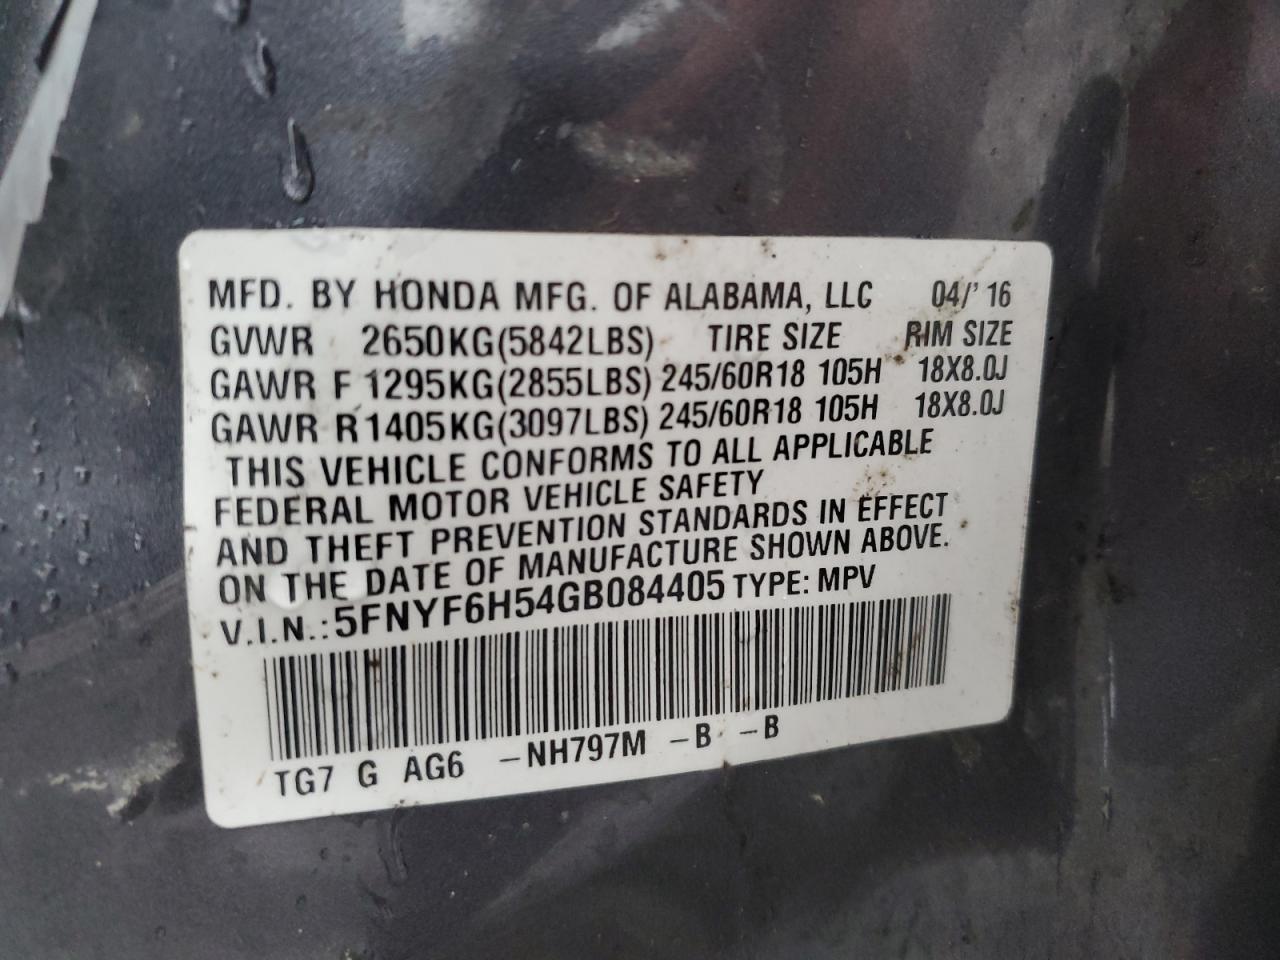 MFD. BY HONDA MFG. OF ALABAMA, LLC 04/'16
GVWR 2650KG(5842LBS) TIRE SIZE RIM SIZE
GAWR F 1295KG(2855LBS) 245/60R18 105H 18X8.0J
GAWR R 1405KG(3097LBS) 245/60R18 105H 18X8.0J
THIS VEHICLE CONFORMS TO ALL APPLICABLE
FEDERAL MOTOR VEHICLE SAFETY
AND THEFT PREVENTION STANDARDS IN EFFECT
ON THE DATE OF MANUFACTURE SHOWN ABOVE.
V.I.N.: 5FNYF6H54GB084405 TYPE: MPV
TG7 G AG6 -NH797M -B -B